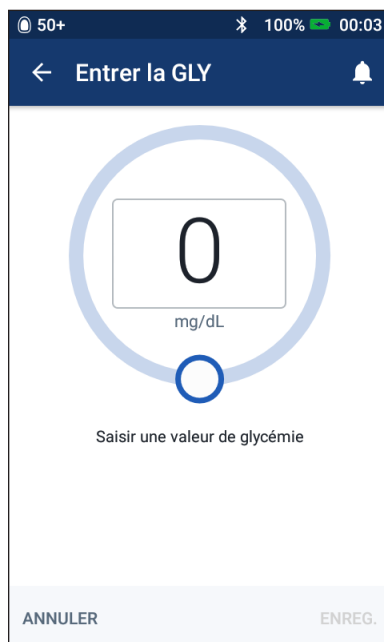 50+ 100% 00:03
Entrer la GLY
0
mg/dL
Saisir une valeur de glycémie
ANNULER ENREG.